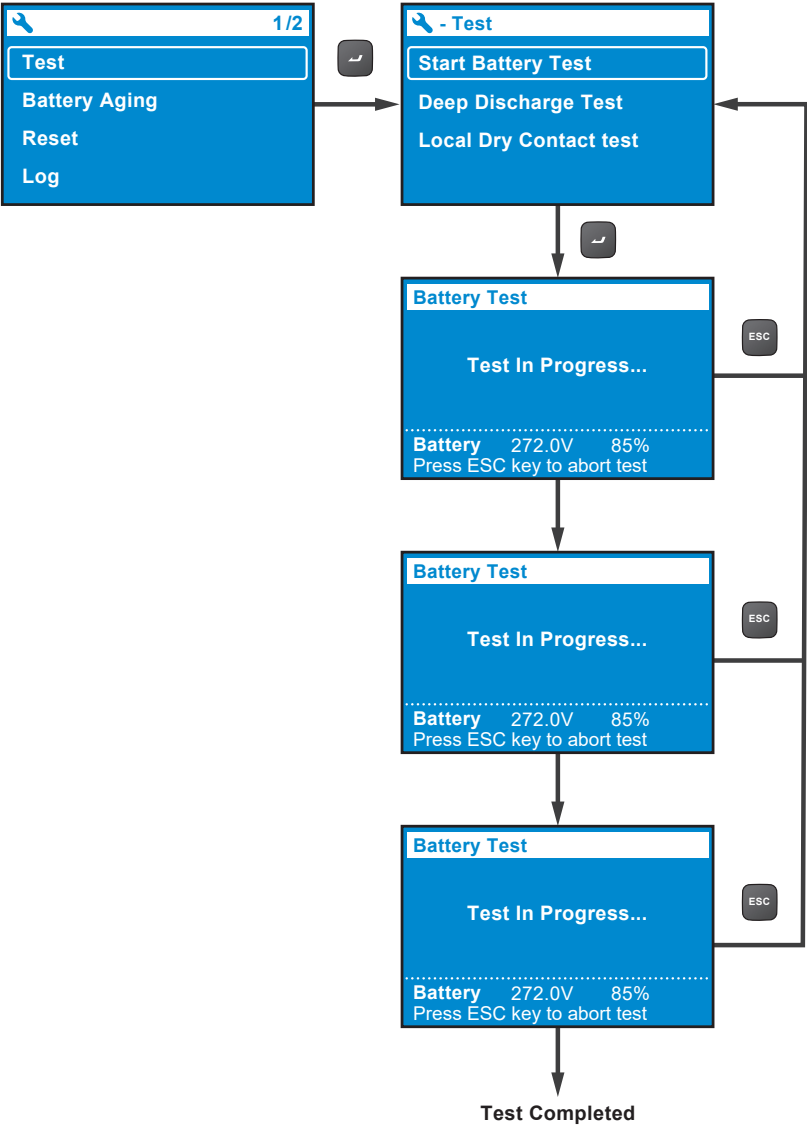 1/2
Test
Battery Aging
Reset
Log
- Test
Start Battery Test
Deep Discharge Test
Local Dry Contact test
Battery Test
Test In Progress...
Battery 272.0V 85%
Press ESC key to abort test
ESC
Battery Test
Test In Progress...
Battery 272.0V 85%
Press ESC key to abort test
ESC
Battery Test
Test In Progress...
Battery 272.0V 85%
Press ESC key to abort test
ESC
Test Completed